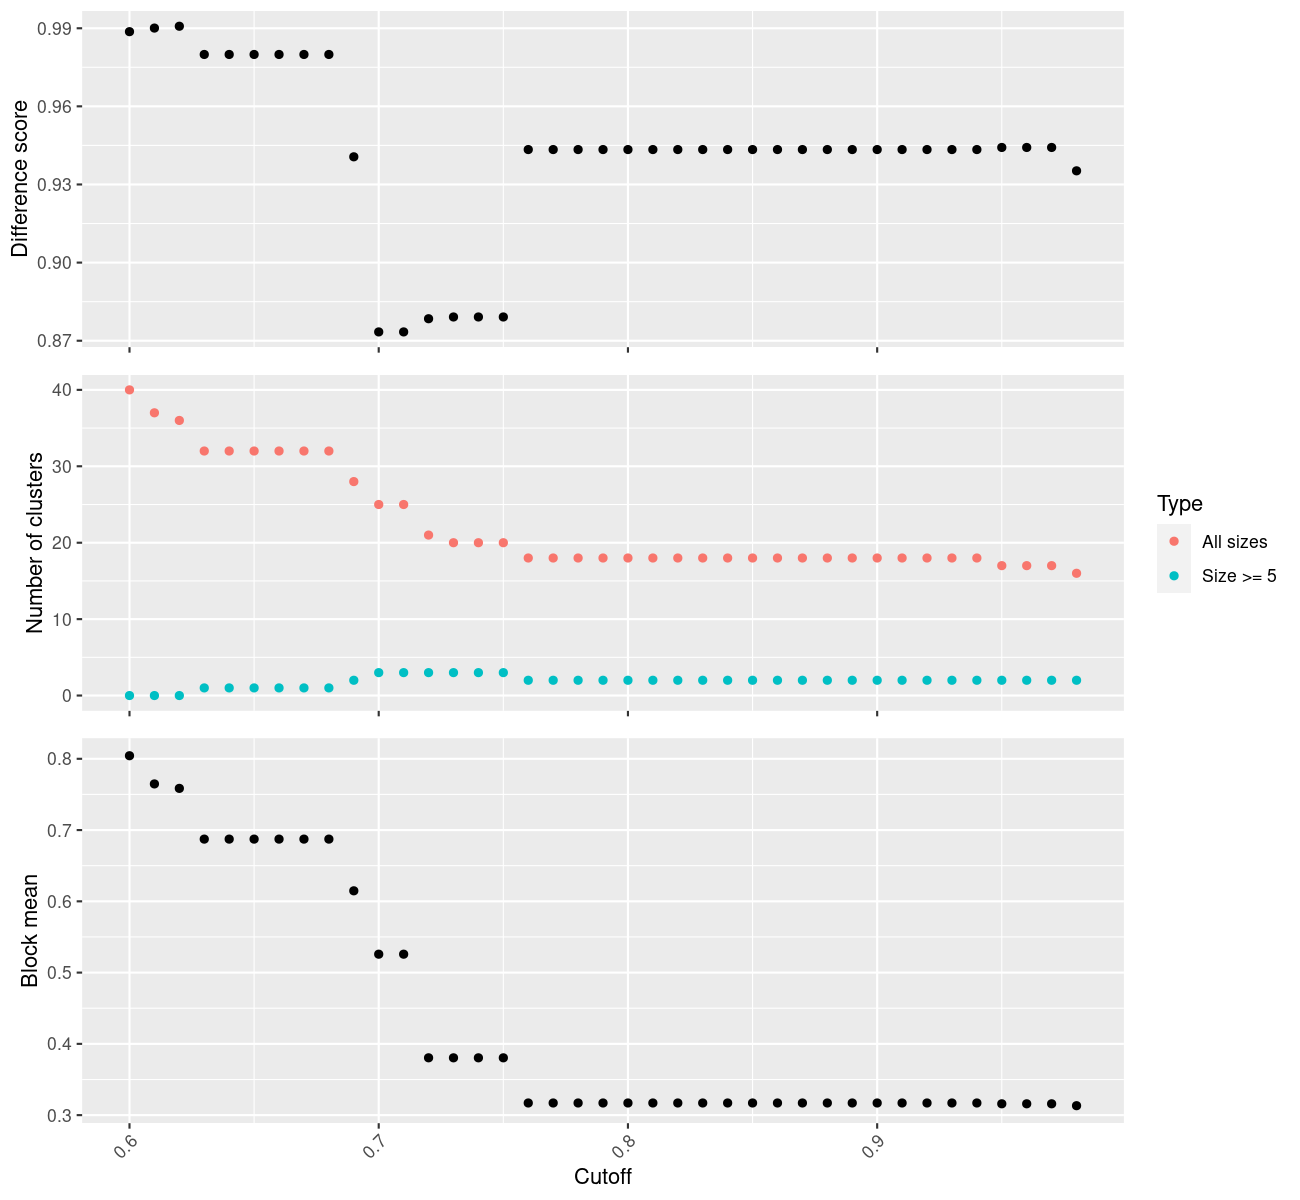 Difference score
0.99
0.96
0.93
0.90
0.87
Number of clusters
40
30
20
10
0
Type
All sizes
Size >= 5
Block mean
0.8
0.7
0.6
0.5
0.4
0.3
0.6 0.7 0.8 0.9
Cutoff